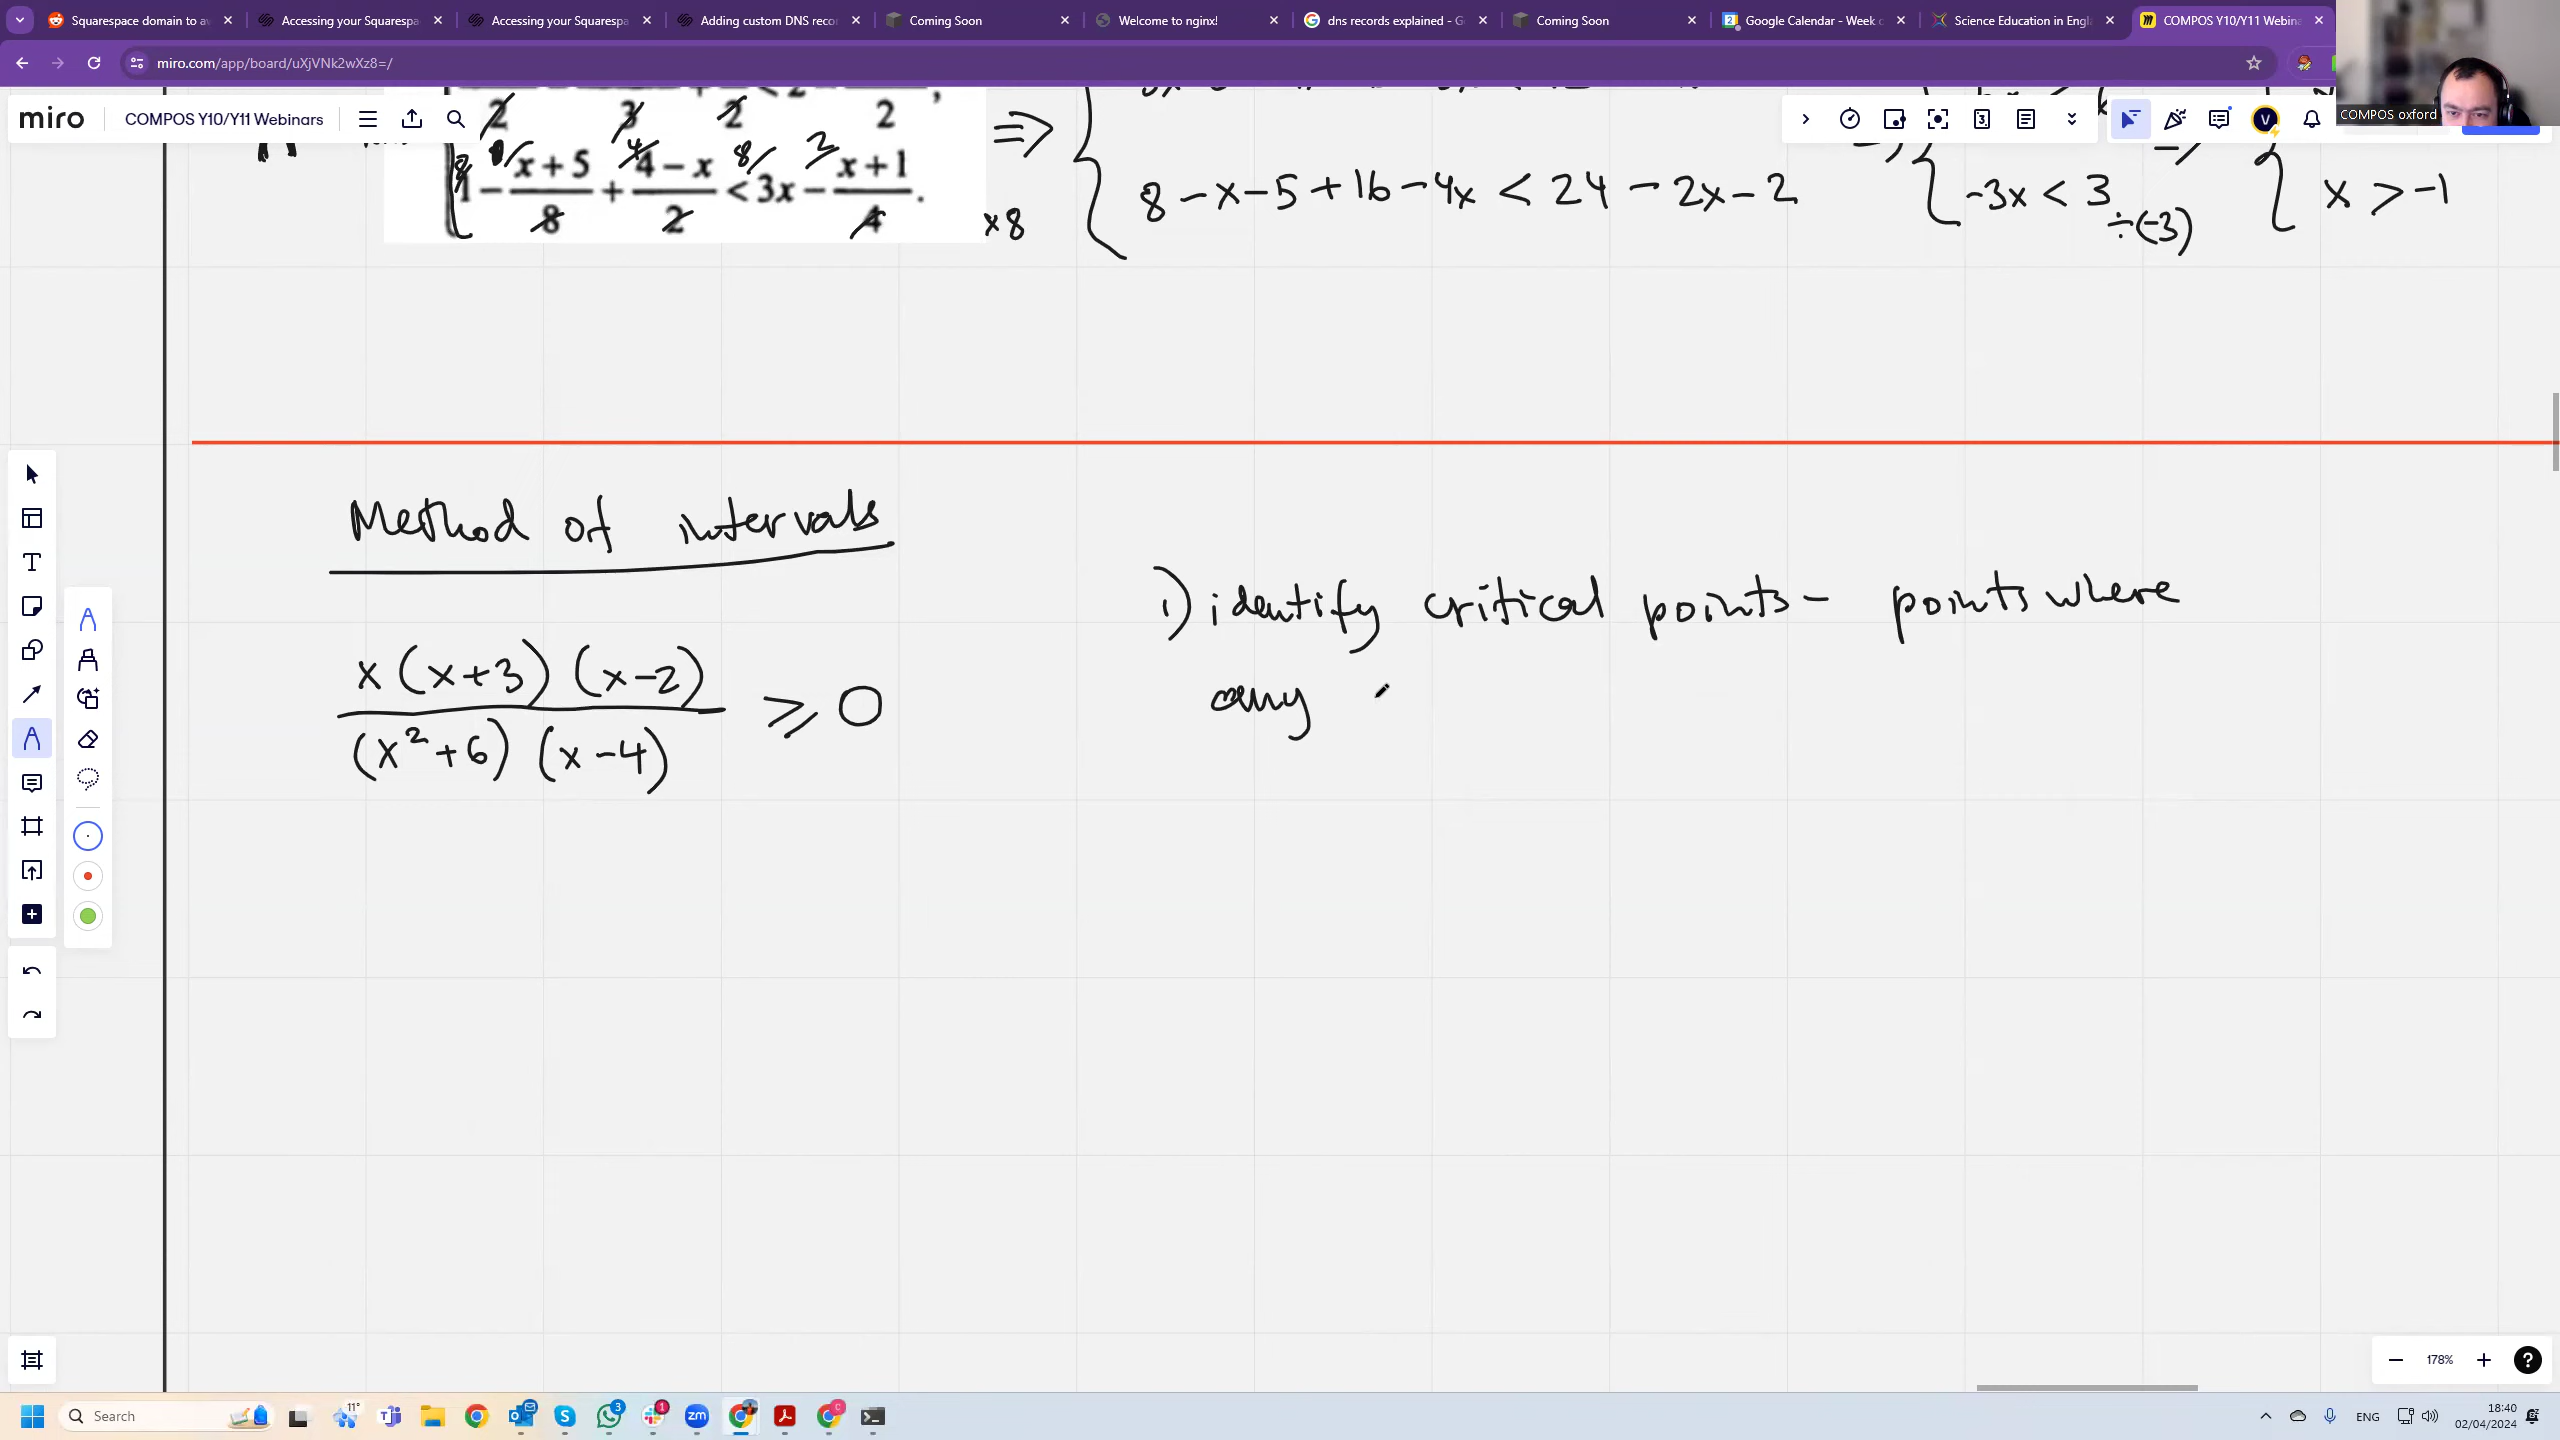 Squarespace domain to aw
Accessing your Squarespa
Accessing your Squarespa
Adding custom DNS recor
Coming Soon
Welcome to nginx!
dns records explained - G
Coming Soon
Google Calendar - Week o
Science Education in Engla
COMPOS Y10/Y11 Webina
miro.com/app/board/uXjVNk2wXz8=/
miro
COMPOS Y10/Y11 Webinars
V
COMPOS oxford
1 - (x + 5)/8 + (4 - x)/2 < 3x - (x + 1)/4 . ×8
=>
8 - x - 5 + 16 - 4x < 24 - 2x - 2
-3x < 3
÷(-3)
x > -1
Method of intervals
x (x+3) (x-2)
(x² + 6) (x - 4)
≥ 0
1) identify critical points - points where
any
178%
Search
11°
ENG
18:40
02/04/2024